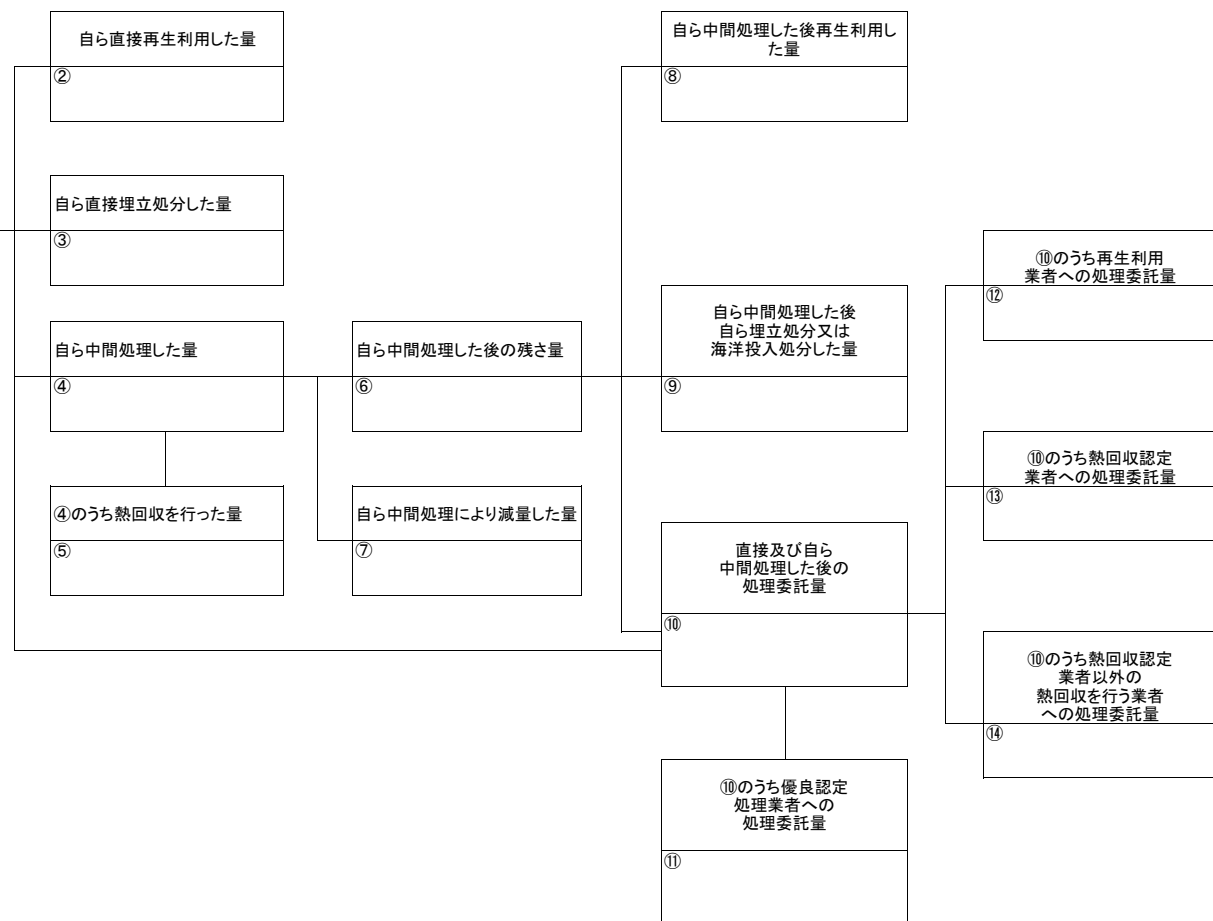 自ら直接再生利用した量
②
自ら直接埋立処分した量
③
自ら中間処理した量
④
④のうち熱回収を行った量
⑤
自ら中間処理した後の残さ量
⑥
自ら中間処理により減量した量
⑦
自ら中間処理した後再生利用し
た量
⑧
自ら中間処理した後
自ら埋立処分又は
海洋投入処分した量
⑨
直接及び自ら
中間処理した後の
処理委託量
⑩
⑩のうち優良認定
処理業者への
処理委託量
⑪
⑩のうち再生利用
業者への処理委託量
⑫
⑩のうち熱回収認定
業者への処理委託量
⑬
⑩のうち熱回収認定
業者以外の
熱回収を行う業者
への処理委託量
⑭